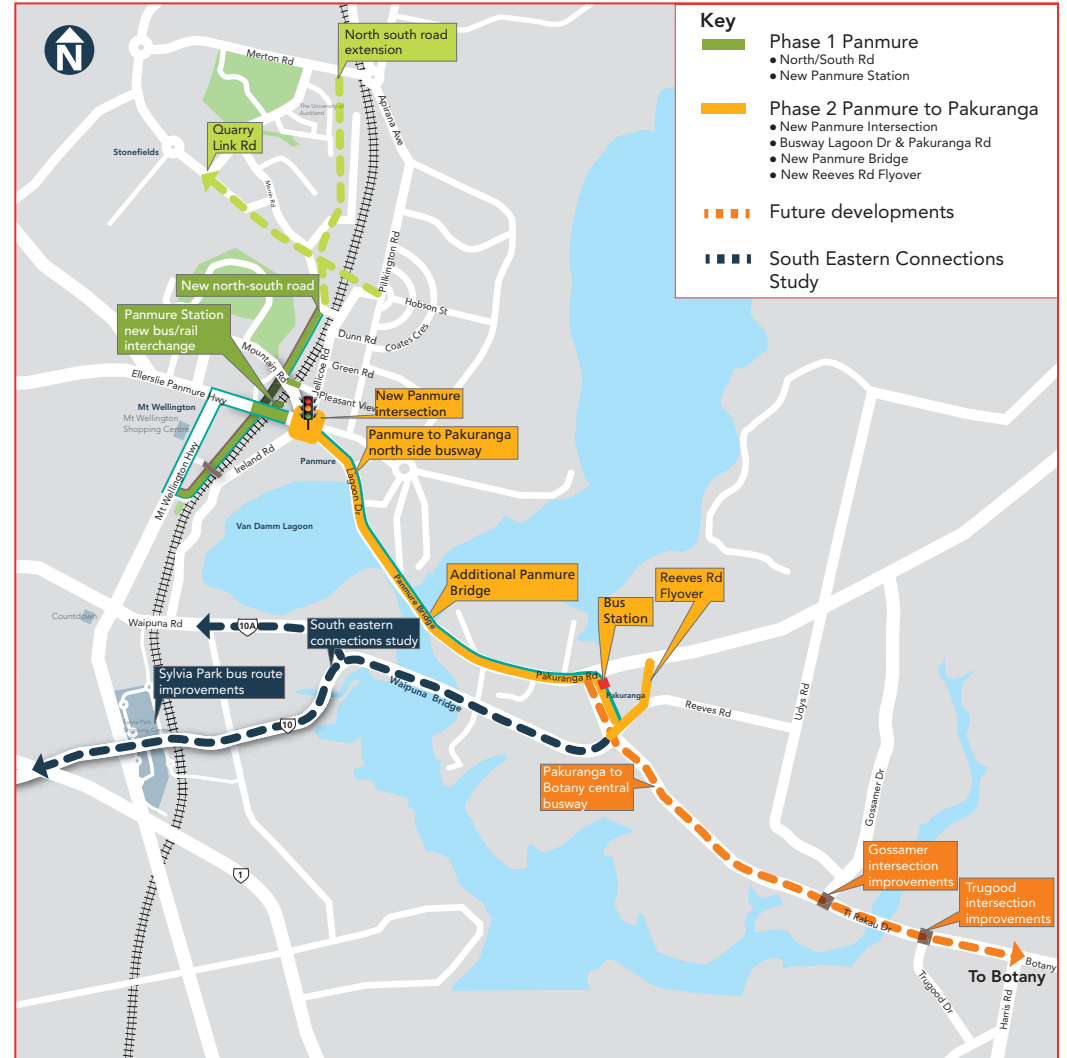 N
North south road
extension
Merton Rd
The University of
Auckland
Apirana Ave
Quarry
Link Rd
Stonefields
Morrin Rd
Pilkington Rd
New north-south road
Hobson St
Panmure Station
new bus/rail
interchange
Dunn Rd
Coates Cres
Mountain Rd
Jellicoe Rd
Green Rd
Ellerslie Panmure Hwy
Pleasant View
New Panmure
intersection
Mt Wellington
Mt Wellington
Shopping Centre
Panmure to Pakuranga
north side busway
Ireland Rd
Panmure
Lagoon Dr
Mt Wellington Hwy
Van Damm Lagoon
Additional Panmure
Bridge
Panmure Bridge
Reeves Rd
Flyover
Bus
Station
Countdown
Waipuna Rd
10A
South eastern
connections study
Sylvia Park bus route
improvements
Pakuranga Rd
Pakuranga
Waipuna Bridge
Reeves Rd
Udys Rd
Sylvia Park
Shopping Centre
10
Pakuranga to
Botany central
busway
Gossamer Dr
1
Gossamer
intersection
improvements
Trugood
intersection
improvements
Ti Rakau Dr
Botany
To Botany
Trugood Dr
Harris Rd
Key
Phase 1 Panmure
• North/South Rd
• New Panmure Station
Phase 2 Panmure to Pakuranga
• New Panmure Intersection
• Busway Lagoon Dr & Pakuranga Rd
• New Panmure Bridge
• New Reeves Rd Flyover
Future developments
South Eastern Connections
Study